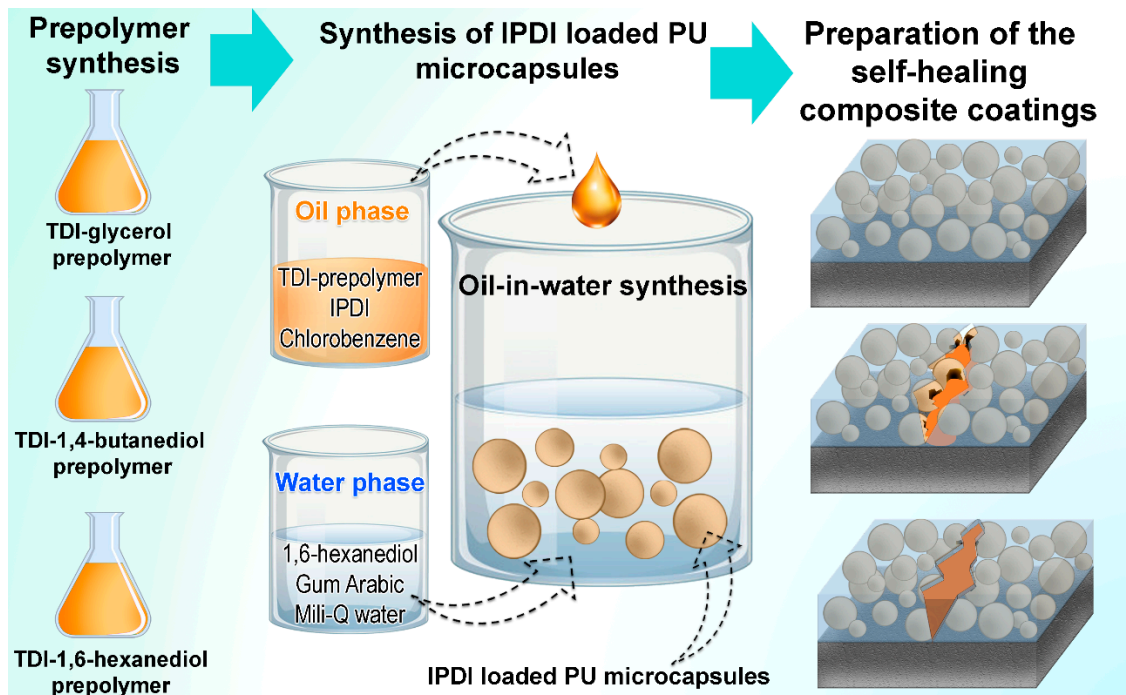 Prepolymer
synthesis
TDI-glycerol
prepolymer
TDI-1,4-butanediol
prepolymer
TDI-1,6-hexanediol
prepolymer
Synthesis of IPDI loaded PU
microcapsules
Oil phase
TDI-prepolymer
IPDI
Chlorobenzene
Oil-in-water synthesis
Water phase
1,6-hexanediol
Gum Arabic
Mili-Q water
IPDI loaded PU microcapsules
Preparation of the
self-healing
composite coatings